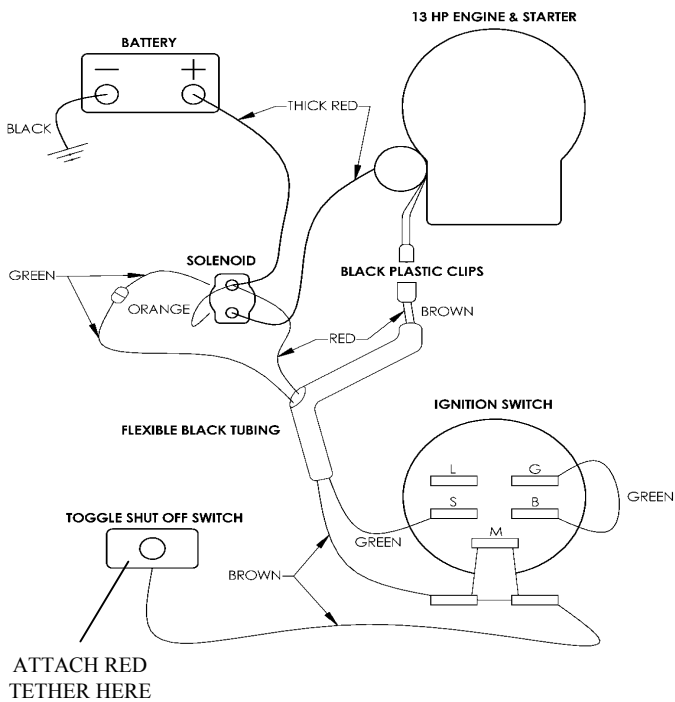 13 HP ENGINE & STARTER
BATTERY
THICK RED
BLACK
SOLENOID
BLACK PLASTIC CLIPS
GREEN
ORANGE
BROWN
RED
IGNITION SWITCH
FLEXIBLE BLACK TUBING
L
G
GREEN
S
B
TOGGLE SHUT OFF SWITCH
M
GREEN
BROWN
ATTACH RED
TETHER HERE